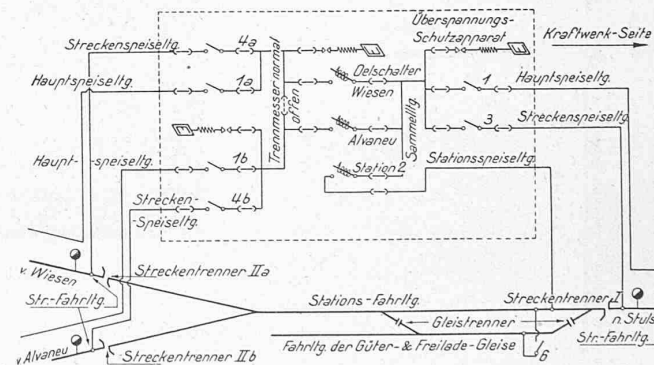 Überspannungs-
Schutzapparat
Kraftwerk-Seite
Streckenspeiseltg.
4a
Hauptspeiseltg.
1a
Trennmesser normal
offen
Oelschalter
Wiesen
1
Hauptspeiseltg.
3
Streckenspeiseltg.
Alvaneu
Sammelltg.
Haupt-
-speiseltg.
1b
Station 2
Stationsspeiseltg.
Strecken-
-Speiseltg.
4b
v. Wiesen
Streckentrenner IIa
Str.-Fahrltg.
Stations-Fahrltg.
Streckentrenner I
Gleistrenner
n. Stuls
Str.-Fahrltg.
v. Alvaneu
Streckentrenner IIb
Fahrltg. der Güter- & Freilade-Gleise
6